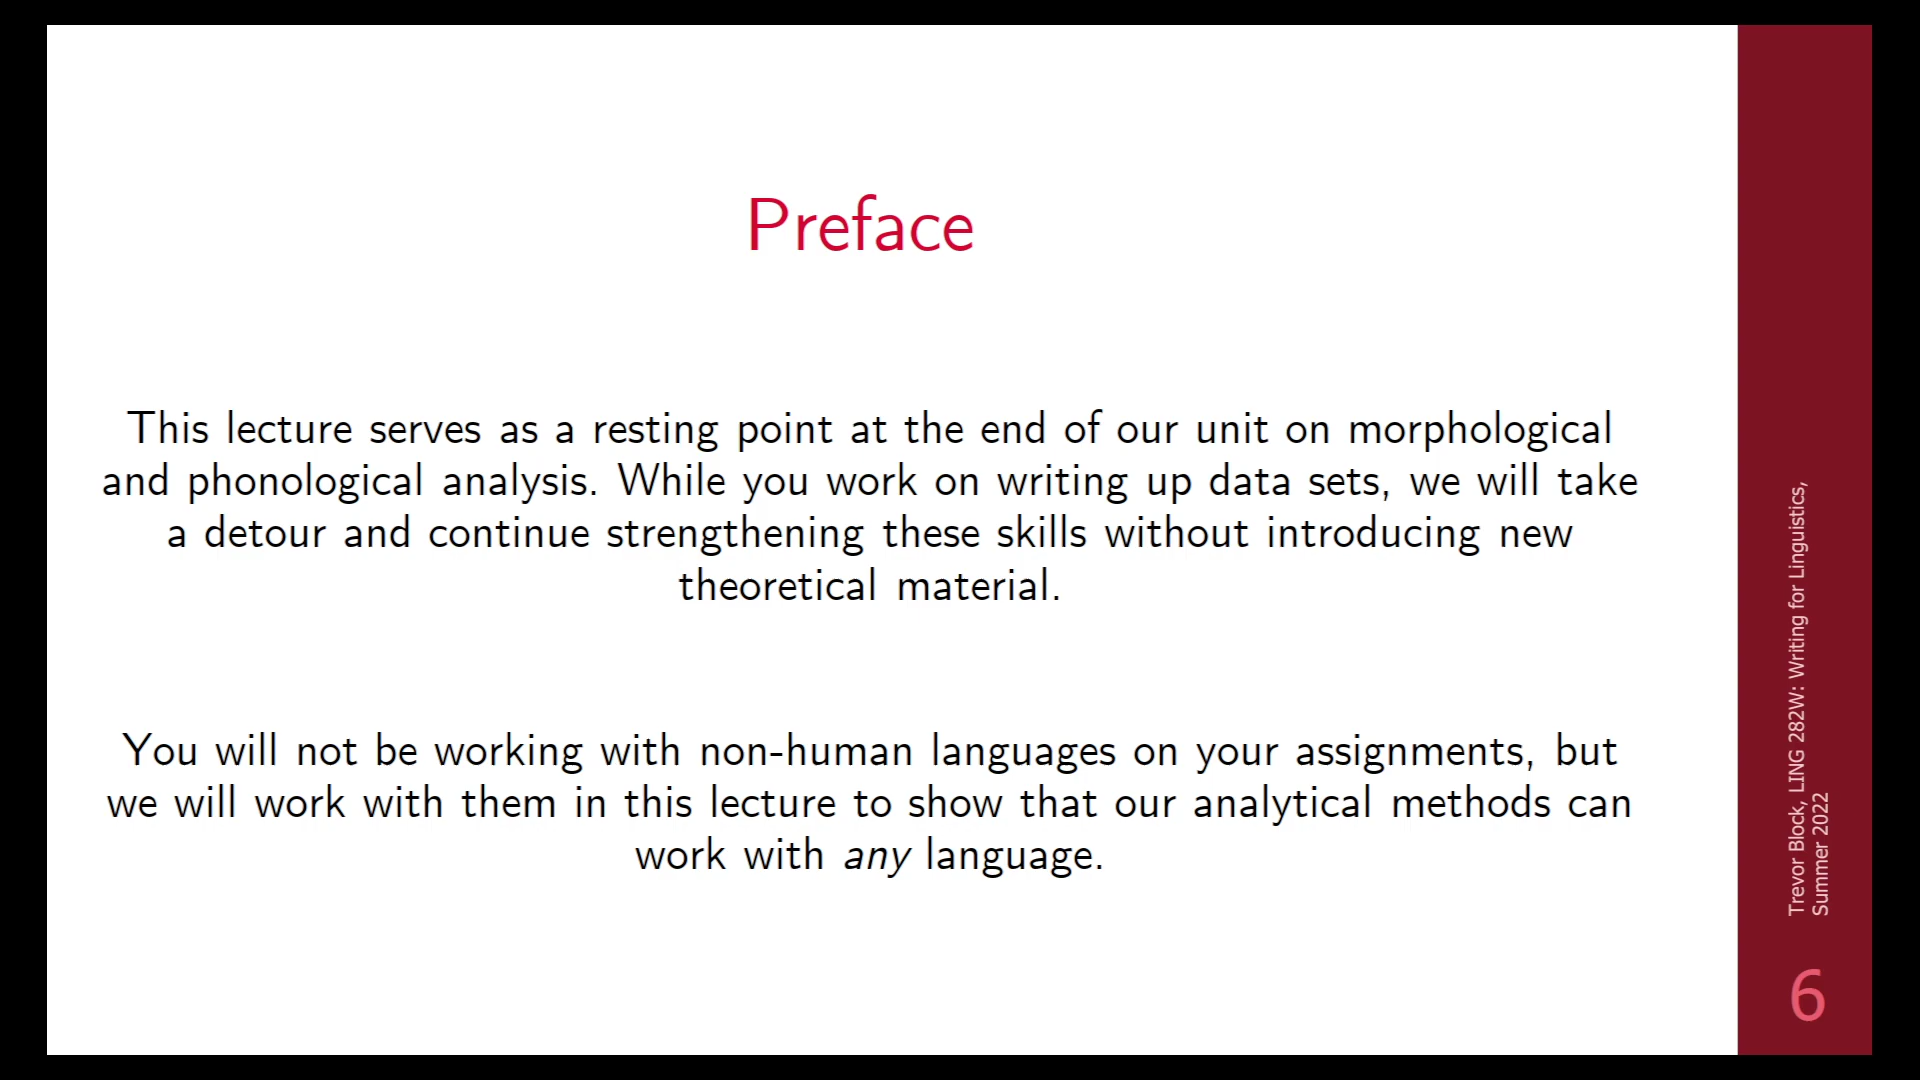 Preface
This lecture serves as a resting point at the end of our unit on morphological
and phonological analysis. While you work on writing up data sets, we will take
a detour and continue strengthening these skills without introducing new
theoretical material.
You will not be working with non-human languages on your assignments, but
we will work with them in this lecture to show that our analytical methods can
work with any language.
Trevor Block, LING 282W: Writing for Linguistics,
Summer 2022
6